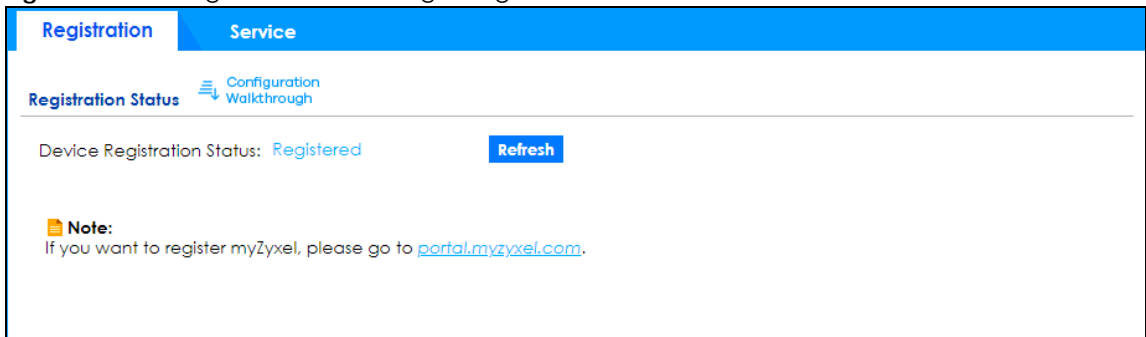 Registration Service
Configuration
Registration Status Walkthrough
Device Registration Status: Registered Refresh
Note:
If you want to register myZyxel, please go to portal.myzyxel.com.